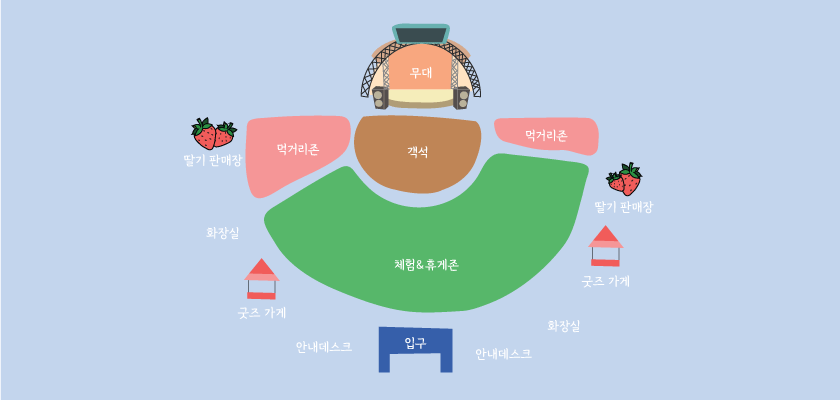 무대
먹거리존
객석
먹거리존
딸기 판매장
딸기 판매장
화장실
체험&휴게존
굿즈 가게
굿즈 가게
화장실
안내데스크
입구
안내데스크